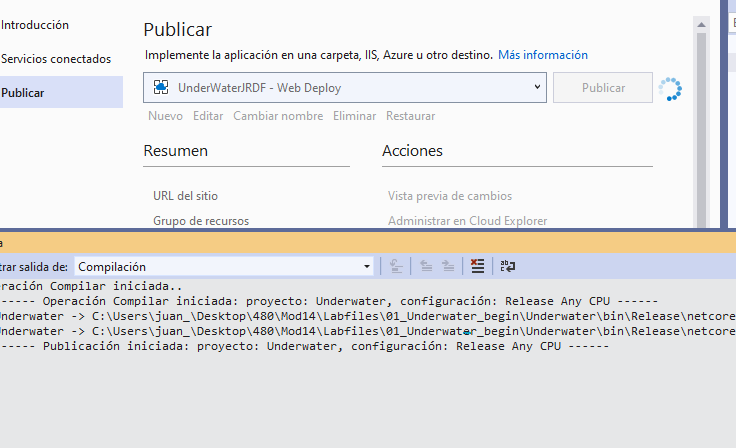 Introducción
Servicios conectados
Publicar
Publicar
Implemente la aplicación en una carpeta, IIS, Azure u otro destino. Más información
UnderWaterJRDF - Web Deploy
Publicar
Nuevo Editar Cambiar nombre Eliminar Restaurar
Resumen
Acciones
URL del sitio
Vista previa de cambios
Grupo de recursos
Administrar en Cloud Explorer
a
trar salida de: Compilación
eración Compilar iniciada..
------ Operación Compilar iniciada: proyecto: Underwater, configuración: Release Any CPU ------
Underwater -> C:\Users\juan_\Desktop\480\Mod14\Labfiles\01_Underwater_begin\Underwater\bin\Release\netcore
Underwater -> C:\Users\juan_\Desktop\480\Mod14\Labfiles\01_Underwater_begin\Underwater\bin\Release\netcore
------ Publicación iniciada: proyecto: Underwater, configuración: Release Any CPU ------